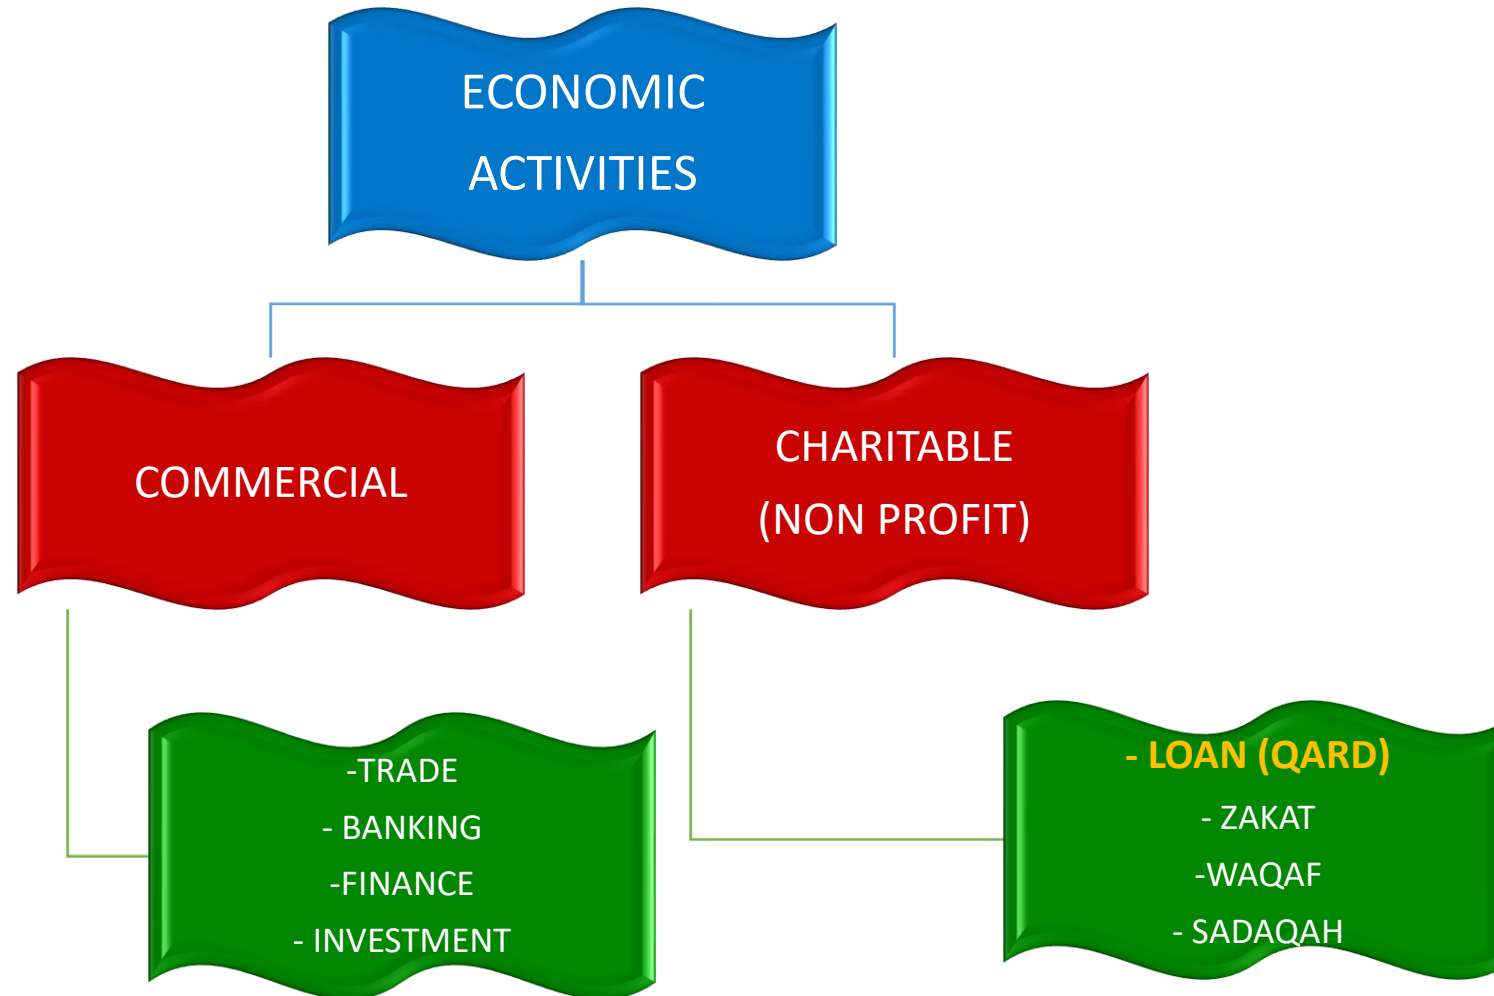 ECONOMIC
ACTIVITIES
COMMERCIAL
CHARITABLE
(NON PROFIT)
-TRADE
- BANKING
-FINANCE
- INVESTMENT
- LOAN (QARD)
- ZAKAT
-WAQAF
- SADAQAH